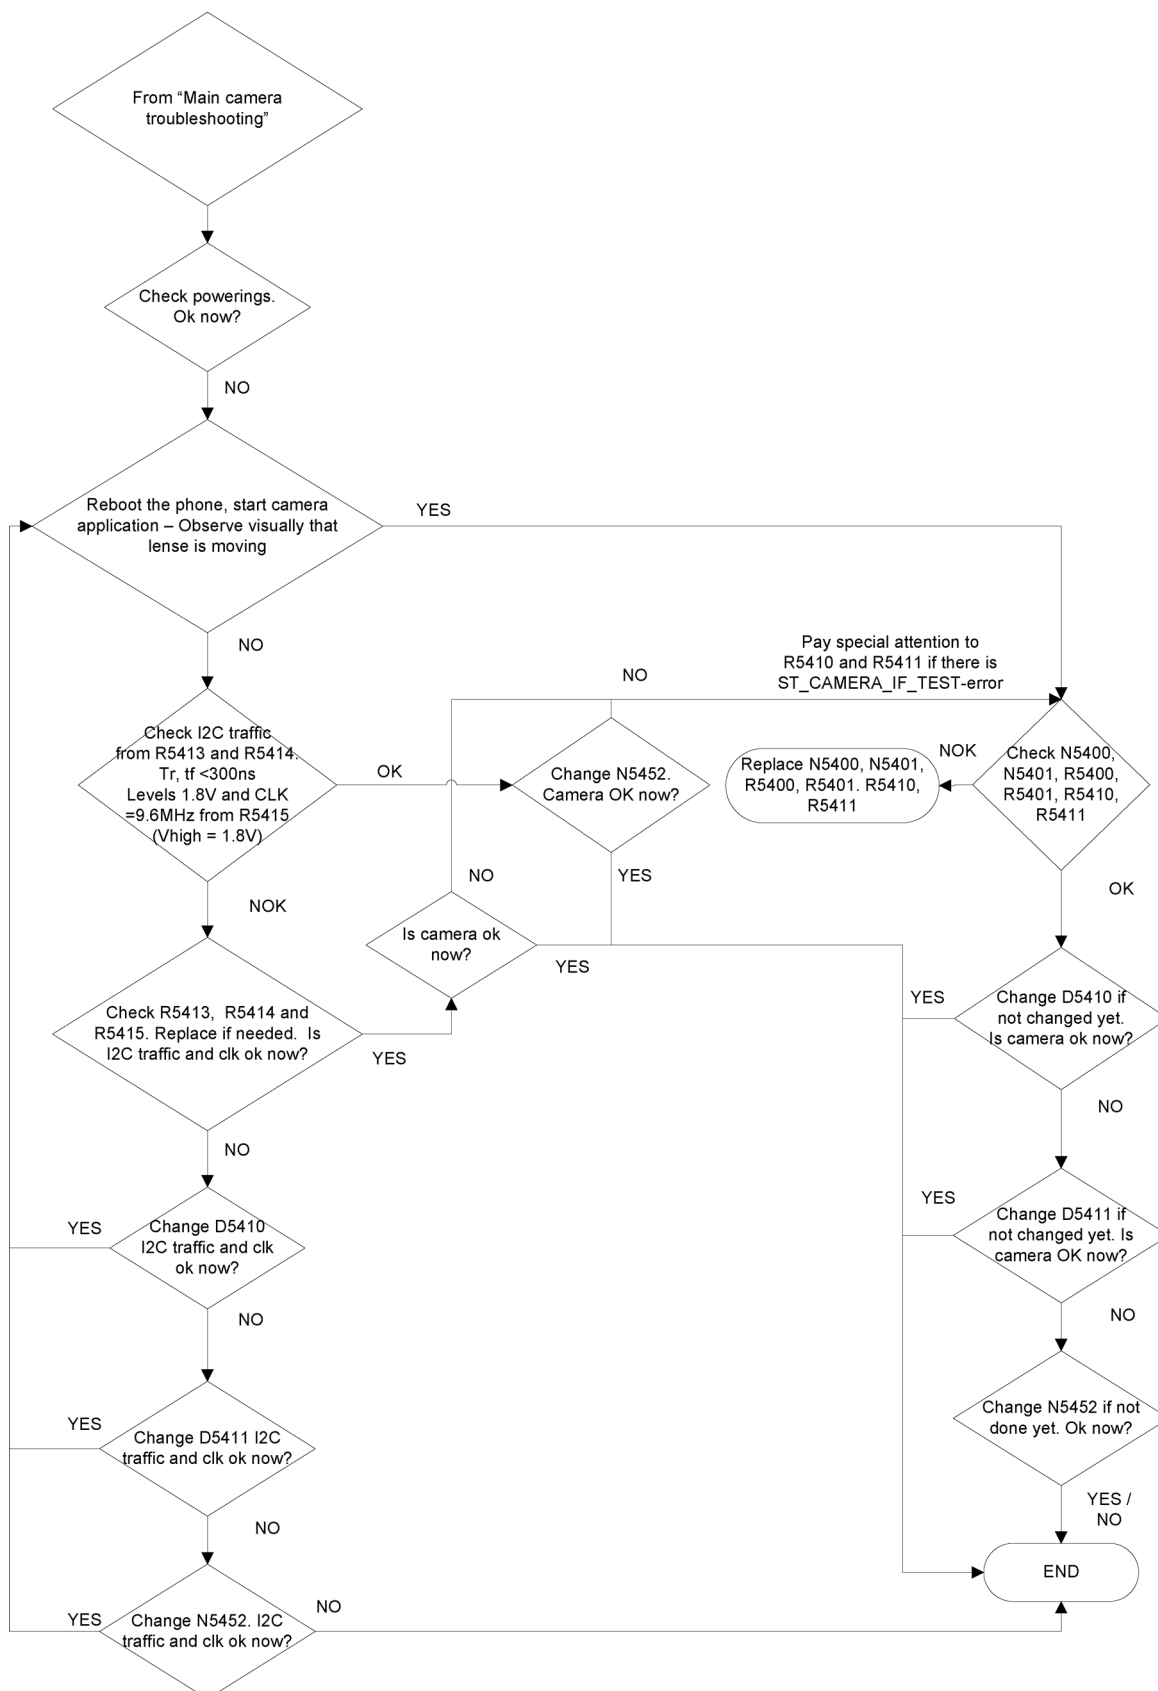 From “Main camera
troubleshooting”
Check powerings.
Ok now?
NO
Reboot the phone, start camera
application – Observe visually that
lense is moving
YES
NO
Pay special attention to
R5410 and R5411 if there is
ST_CAMERA_IF_TEST-error
NO
Check I2C traffic
from R5413 and R5414.
Tr, tf <300ns
Levels 1.8V and CLK
=9.6MHz from R5415
(Vhigh = 1.8V)
OK
Change N5452.
Camera OK now?
Replace N5400, N5401,
R5400, R5401. R5410,
R5411
NOK
Check N5400,
N5401, R5400,
R5401, R5410,
R5411
NO
YES
OK
NOK
Is camera ok
now?
YES
Check R5413,  R5414 and
R5415. Replace if needed.  Is
I2C traffic and clk ok now?
YES
YES
Change D5410 if
not changed yet.
Is camera ok now?
NO
NO
YES
Change D5410
I2C traffic and clk
ok now?
YES
Change D5411 if
not changed yet. Is
camera OK now?
NO
NO
YES
Change D5411 I2C
traffic and clk ok now?
Change N5452 if not
done yet. Ok now?
NO
YES /
NO
YES
Change N5452. I2C
traffic and clk ok now?
NO
END